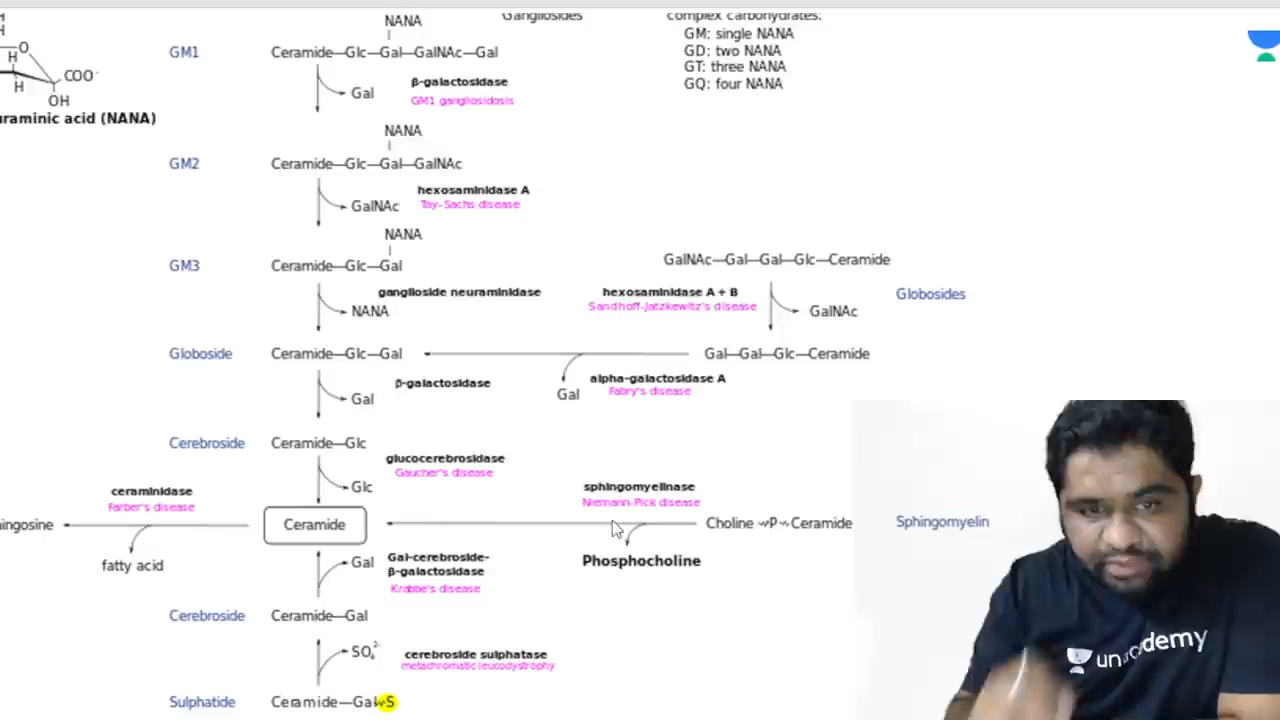 Gangliosides
complex carbohydrates:
GM: single NANA
GD: two NANA
GT: three NANA
GQ: four NANA
H
O
H
H
COO-
OH
uraminic acid (NANA)
NANA
GM1
Ceramide—Glc—Gal—GalNAc—Gal
Gal
β-galactosidase
GM1 gangliosidosis
NANA
GM2
Ceramide—Glc—Gal—GalNAc
GalNAc
hexosaminidase A
Tay-Sachs disease
NANA
GM3
Ceramide—Glc—Gal
NANA
ganglioside neuraminidase
GalNAc—Gal—Gal—Glc—Ceramide
hexosaminidase A + B
Sandhoff-Jatzkewitz's disease
GalNAc
Globosides
Globoside
Ceramide—Glc—Gal
Gal—Gal—Glc—Ceramide
alpha-galactosidase A
Fabry's disease
Gal
β-galactosidase
Gal
Cerebroside
Ceramide—Glc
glucocerebrosidase
Gaucher's disease
Glc
ceraminidase
Farber's disease
hingosine
fatty acid
Ceramide
sphingomyelinase
Niemann-Pick disease
Choline ~P~Ceramide
Sphingomyelin
Phosphocholine
Gal
Gal-cerebroside-
β-galactosidase
Krabbe's disease
Cerebroside
Ceramide—Gal
SO4 2-
cerebroside sulphatase
metachromatic leucodystrophy
Sulphatide
Ceramide—Gal~S